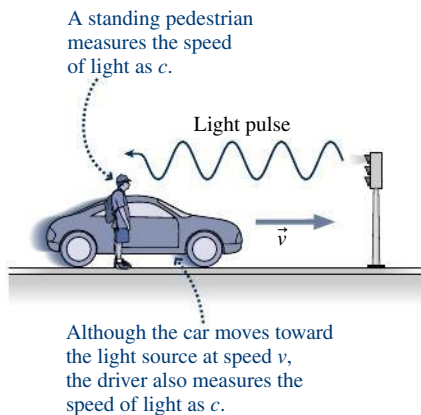 A standing pedestrian
measures the speed
of light as c.
Light pulse
v⃗
Although the car moves toward
the light source at speed v,
the driver also measures the
speed of light as c.